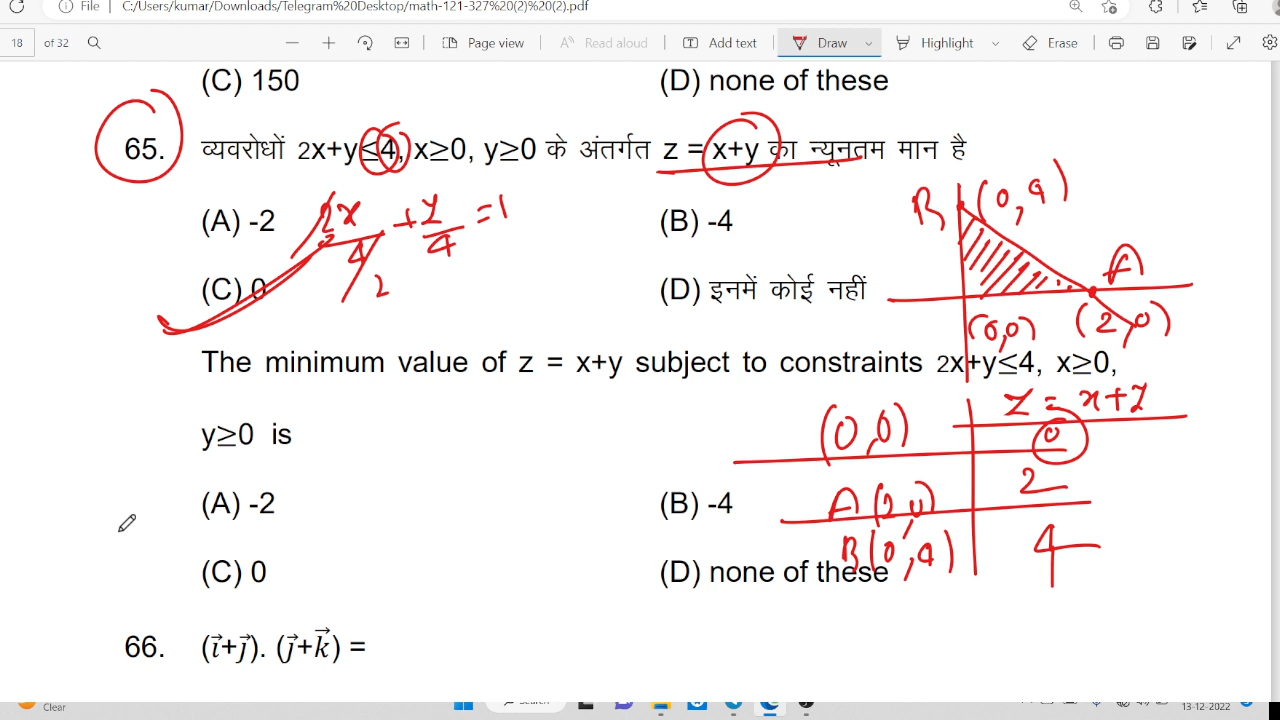 File | C:/Users/kumar/Downloads/Telegram%20Desktop/math-121-327%20(2)%20(2).pdf
18 of 32 Page view Read aloud Add text Draw Highlight Erase
(C) 150 (D) none of these
65. व्यवरोधों 2x+y≤4, x≥0, y≥0 के अंतर्गत z = x+y का न्यूनतम मान है
(A) -2 (B) -4
2x/4 + y/4 = 1
2
B (0,4)
A
(C) 0 (D) इनमें कोई नहीं
(0,0) (2,0)
The minimum value of z = x+y subject to constraints 2x+y≤4, x≥0,
z = x+y
y≥0 is
(0,0) 0
(A) -2 (B) -4
A (2,0) 2
B (0,4) 4
(C) 0 (D) none of these
66. (i⃗+j⃗). (j⃗+k⃗) =
Clear
Search
13-12-2022